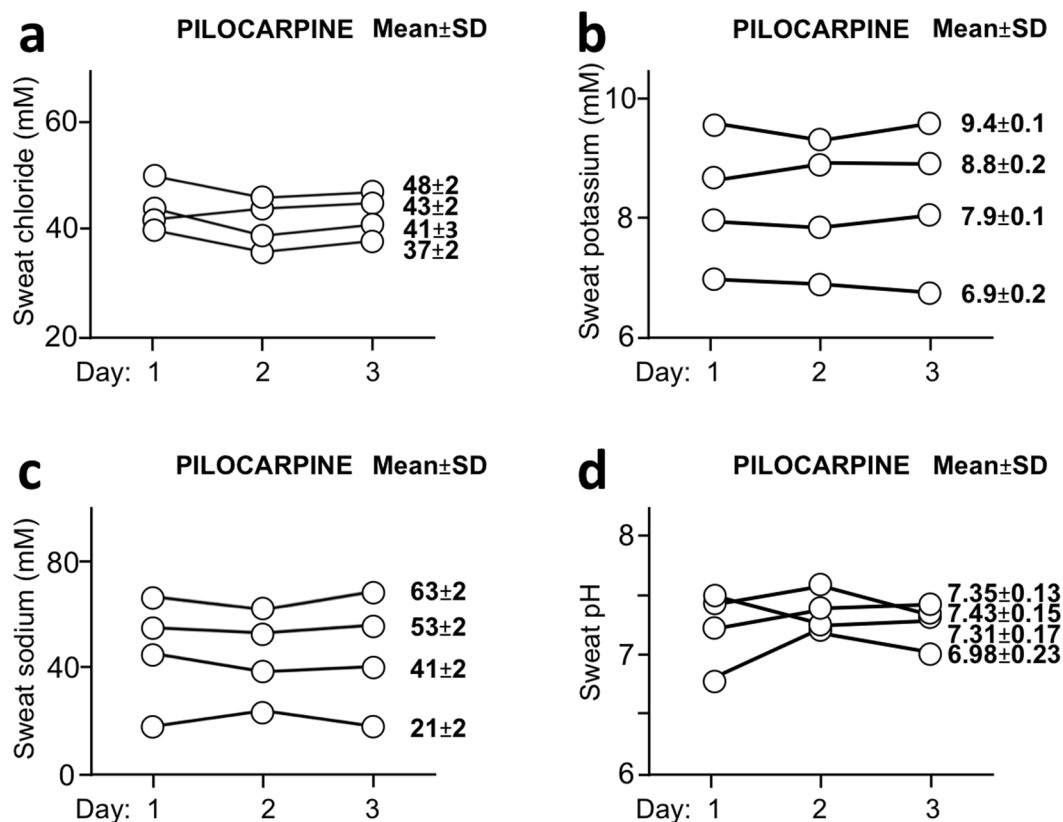 a PILOCARPINE Mean±SD
Sweat chloride (mM)
60
40
20
48±2
43±2
41±3
37±2
Day: 1 2 3
b PILOCARPINE Mean±SD
Sweat potassium (mM)
10
8
6
9.4±0.1
8.8±0.2
7.9±0.1
6.9±0.2
Day: 1 2 3
c PILOCARPINE Mean±SD
Sweat sodium (mM)
80
40
0
63±2
53±2
41±2
21±2
Day: 1 2 3
d PILOCARPINE Mean±SD
Sweat pH
8
7
6
7.35±0.13
7.43±0.15
7.31±0.17
6.98±0.23
Day: 1 2 3